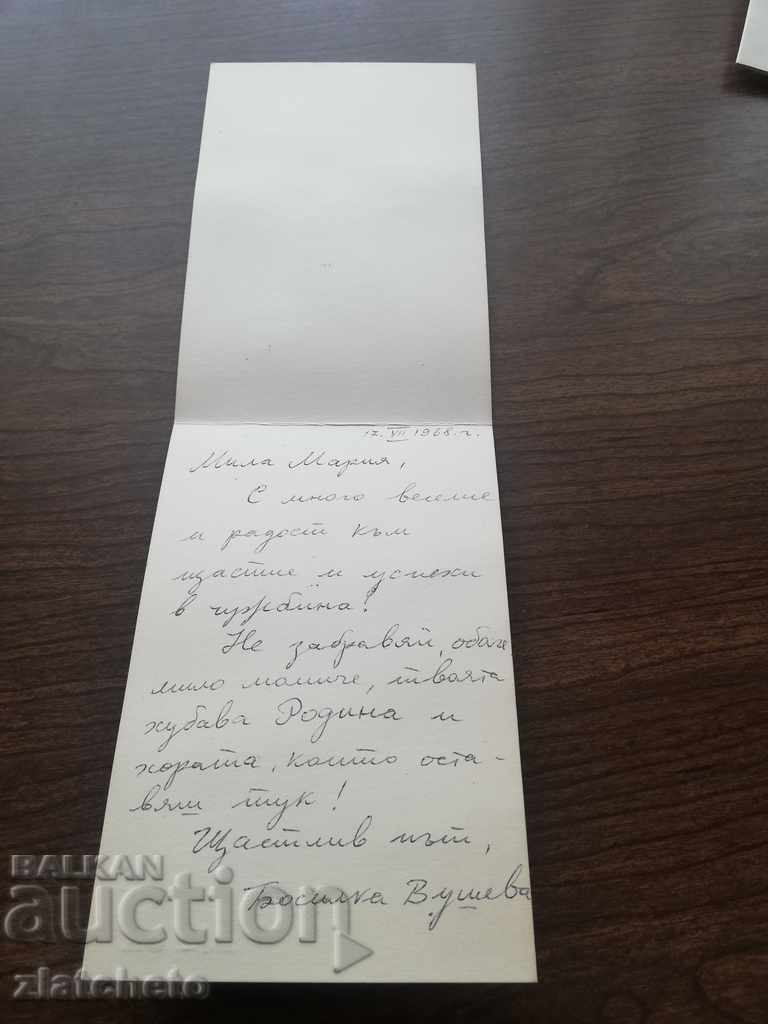 17. VII 1968. г.
Мила Мария,
С много веселие
и радост към
щастие и успехи
в чужбина!
Не забравяй, обаче
мило момиче, твоята
хубава Родина и
хората, които оста-
вяш тук!
Щастлив път,
Босилка Вушева
BALKAN
auction
zlatcheto